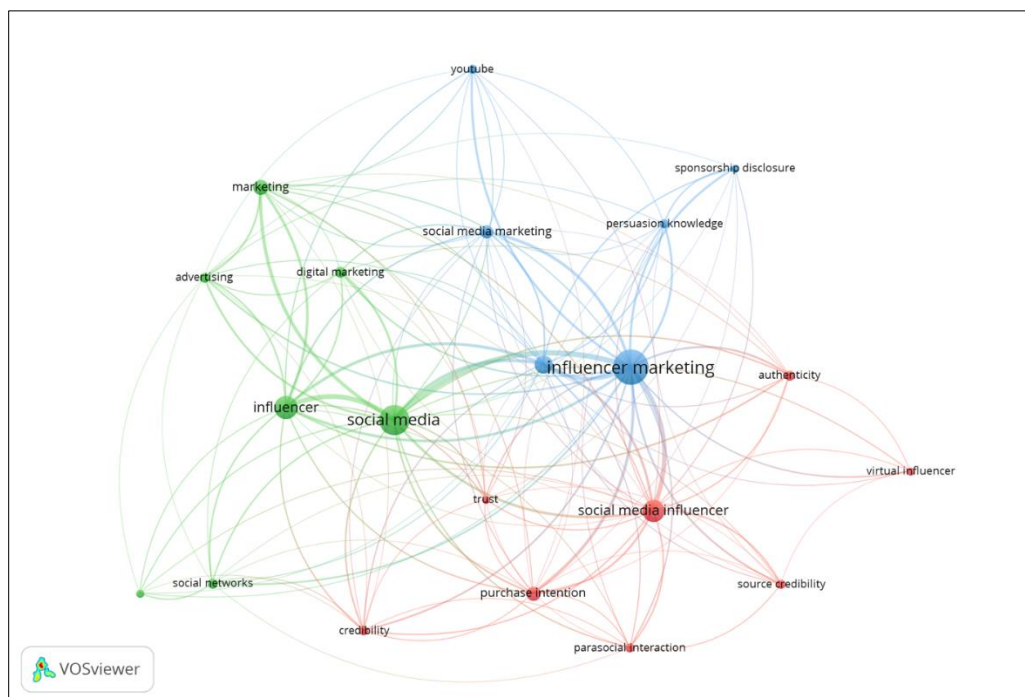 youtube
sponsorship disclosure
marketing
persuasion knowledge
social media marketing
digital marketing
advertising
influencer marketing
authenticity
influencer
social media
virtual influencer
trust
social media influencer
social networks
source credibility
purchase intention
credibility
parasocial interaction
VOSviewer